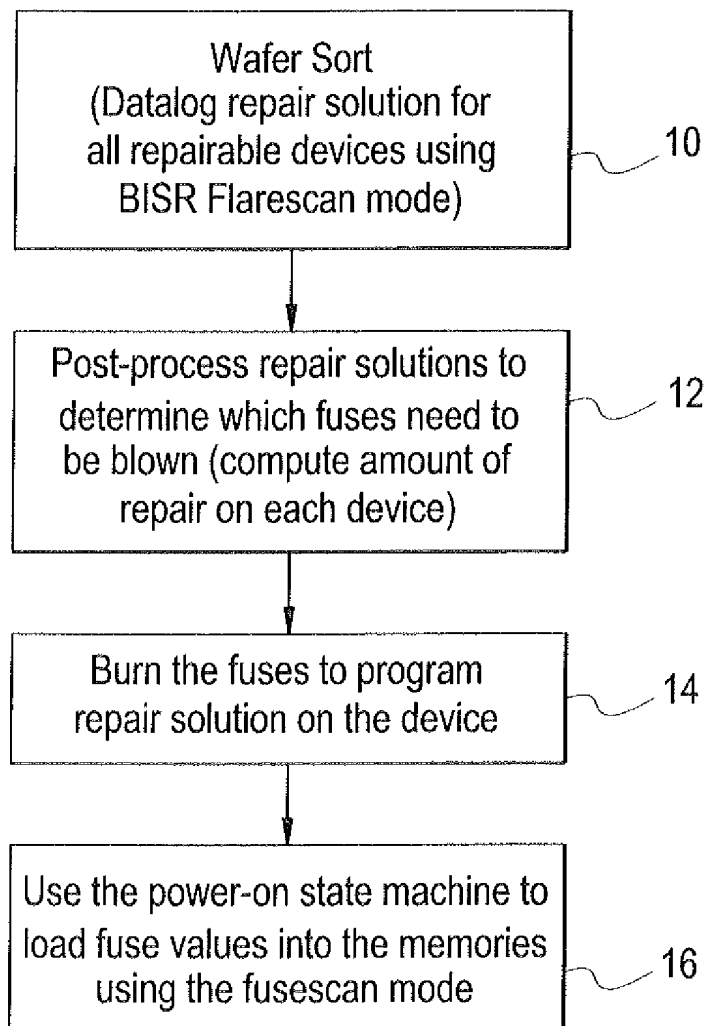 Wafer Sort
(Datalog repair solution for
all repairable devices using
BISR Flarescan mode)
10
Post-process repair solutions to
determine which fuses need to
be blown (compute amount of
repair on each device)
12
Burn the fuses to program
repair solution on the device
14
Use the power-on state machine to
load fuse values into the memories
using the fusescan mode
16